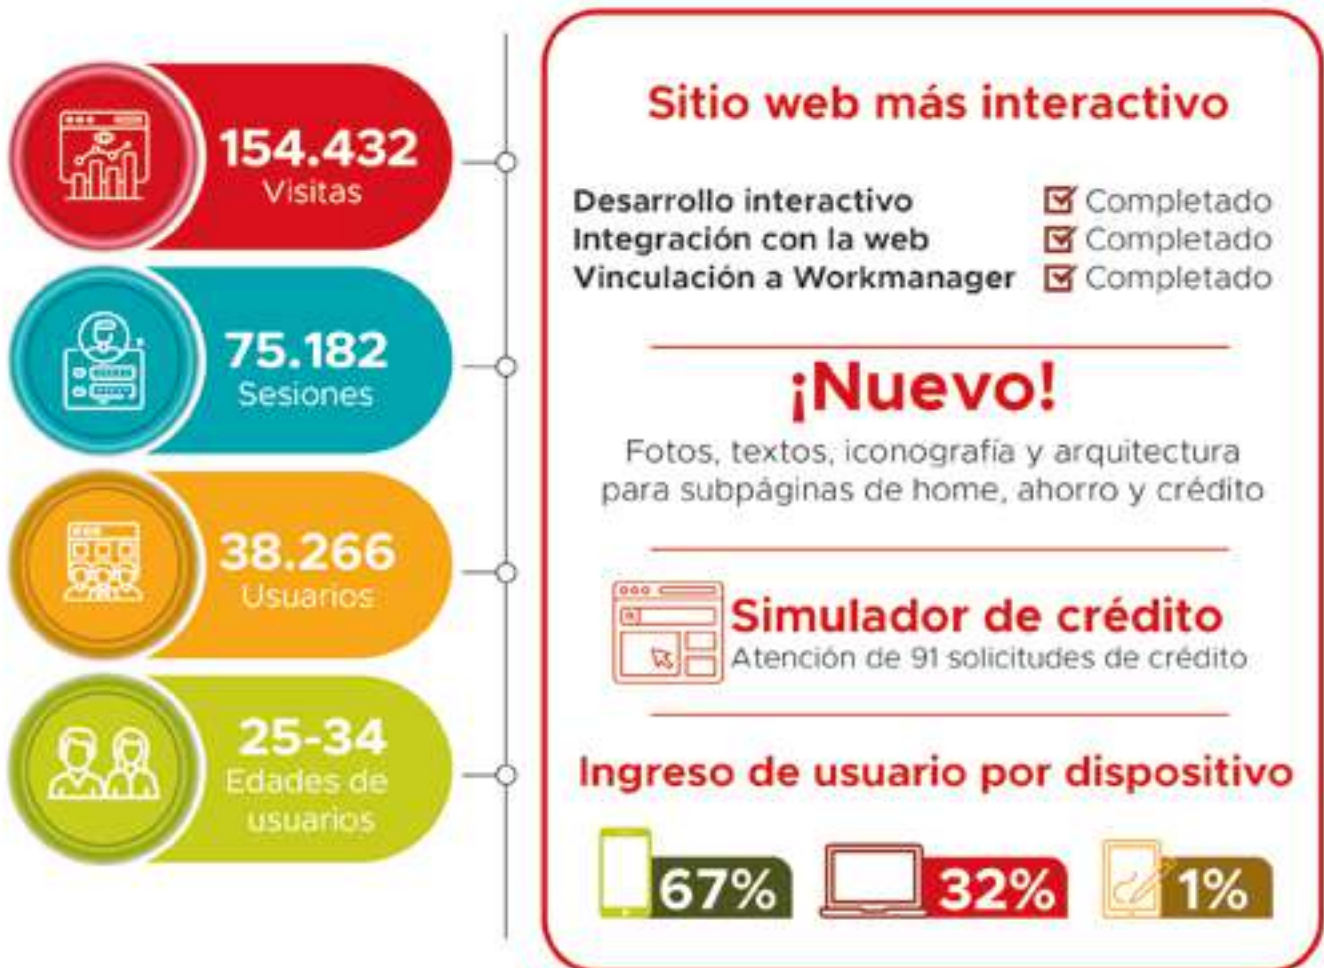 154.432
Visitas
75.182
Sesiones
38.266
Usuarios
25-34
Edades de
usuarios
Sitio web más interactivo
Desarrollo interactivo Completado
Integración con la web Completado
Vinculación a Workmanager Completado
¡Nuevo!
Fotos, textos, iconografía y arquitectura
para subpáginas de home, ahorro y crédito
Simulador de crédito
Atención de 91 solicitudes de crédito
Ingreso de usuario por dispositivo
67% 32% 1%